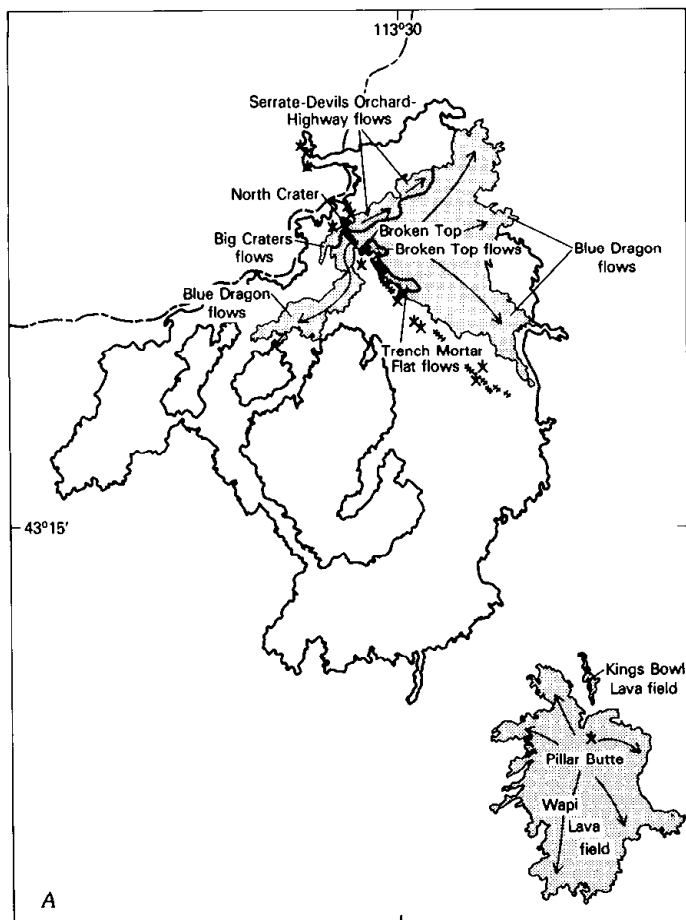 113°30
Serrate-Devils Orchard-
Highway flows
North Crater
Broken Top
Big Craters
flows
Broken Top flows
Blue Dragon
flows
Blue Dragon
flows
Trench Mortar
Flat flows
43°15'
Kings Bowl
Lava field
Pillar Butte
Wapi
Lava
field
A